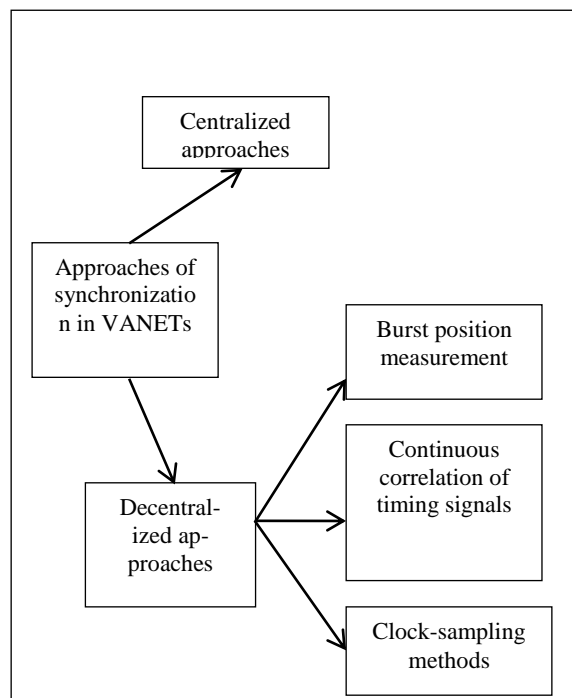 Centralized
approaches
Approaches of
synchronizatio
n in VANETs
Burst position
measurement
Continuous
correlation of
timing signals
Decentral-
ized ap-
proaches
Clock-sampling
methods